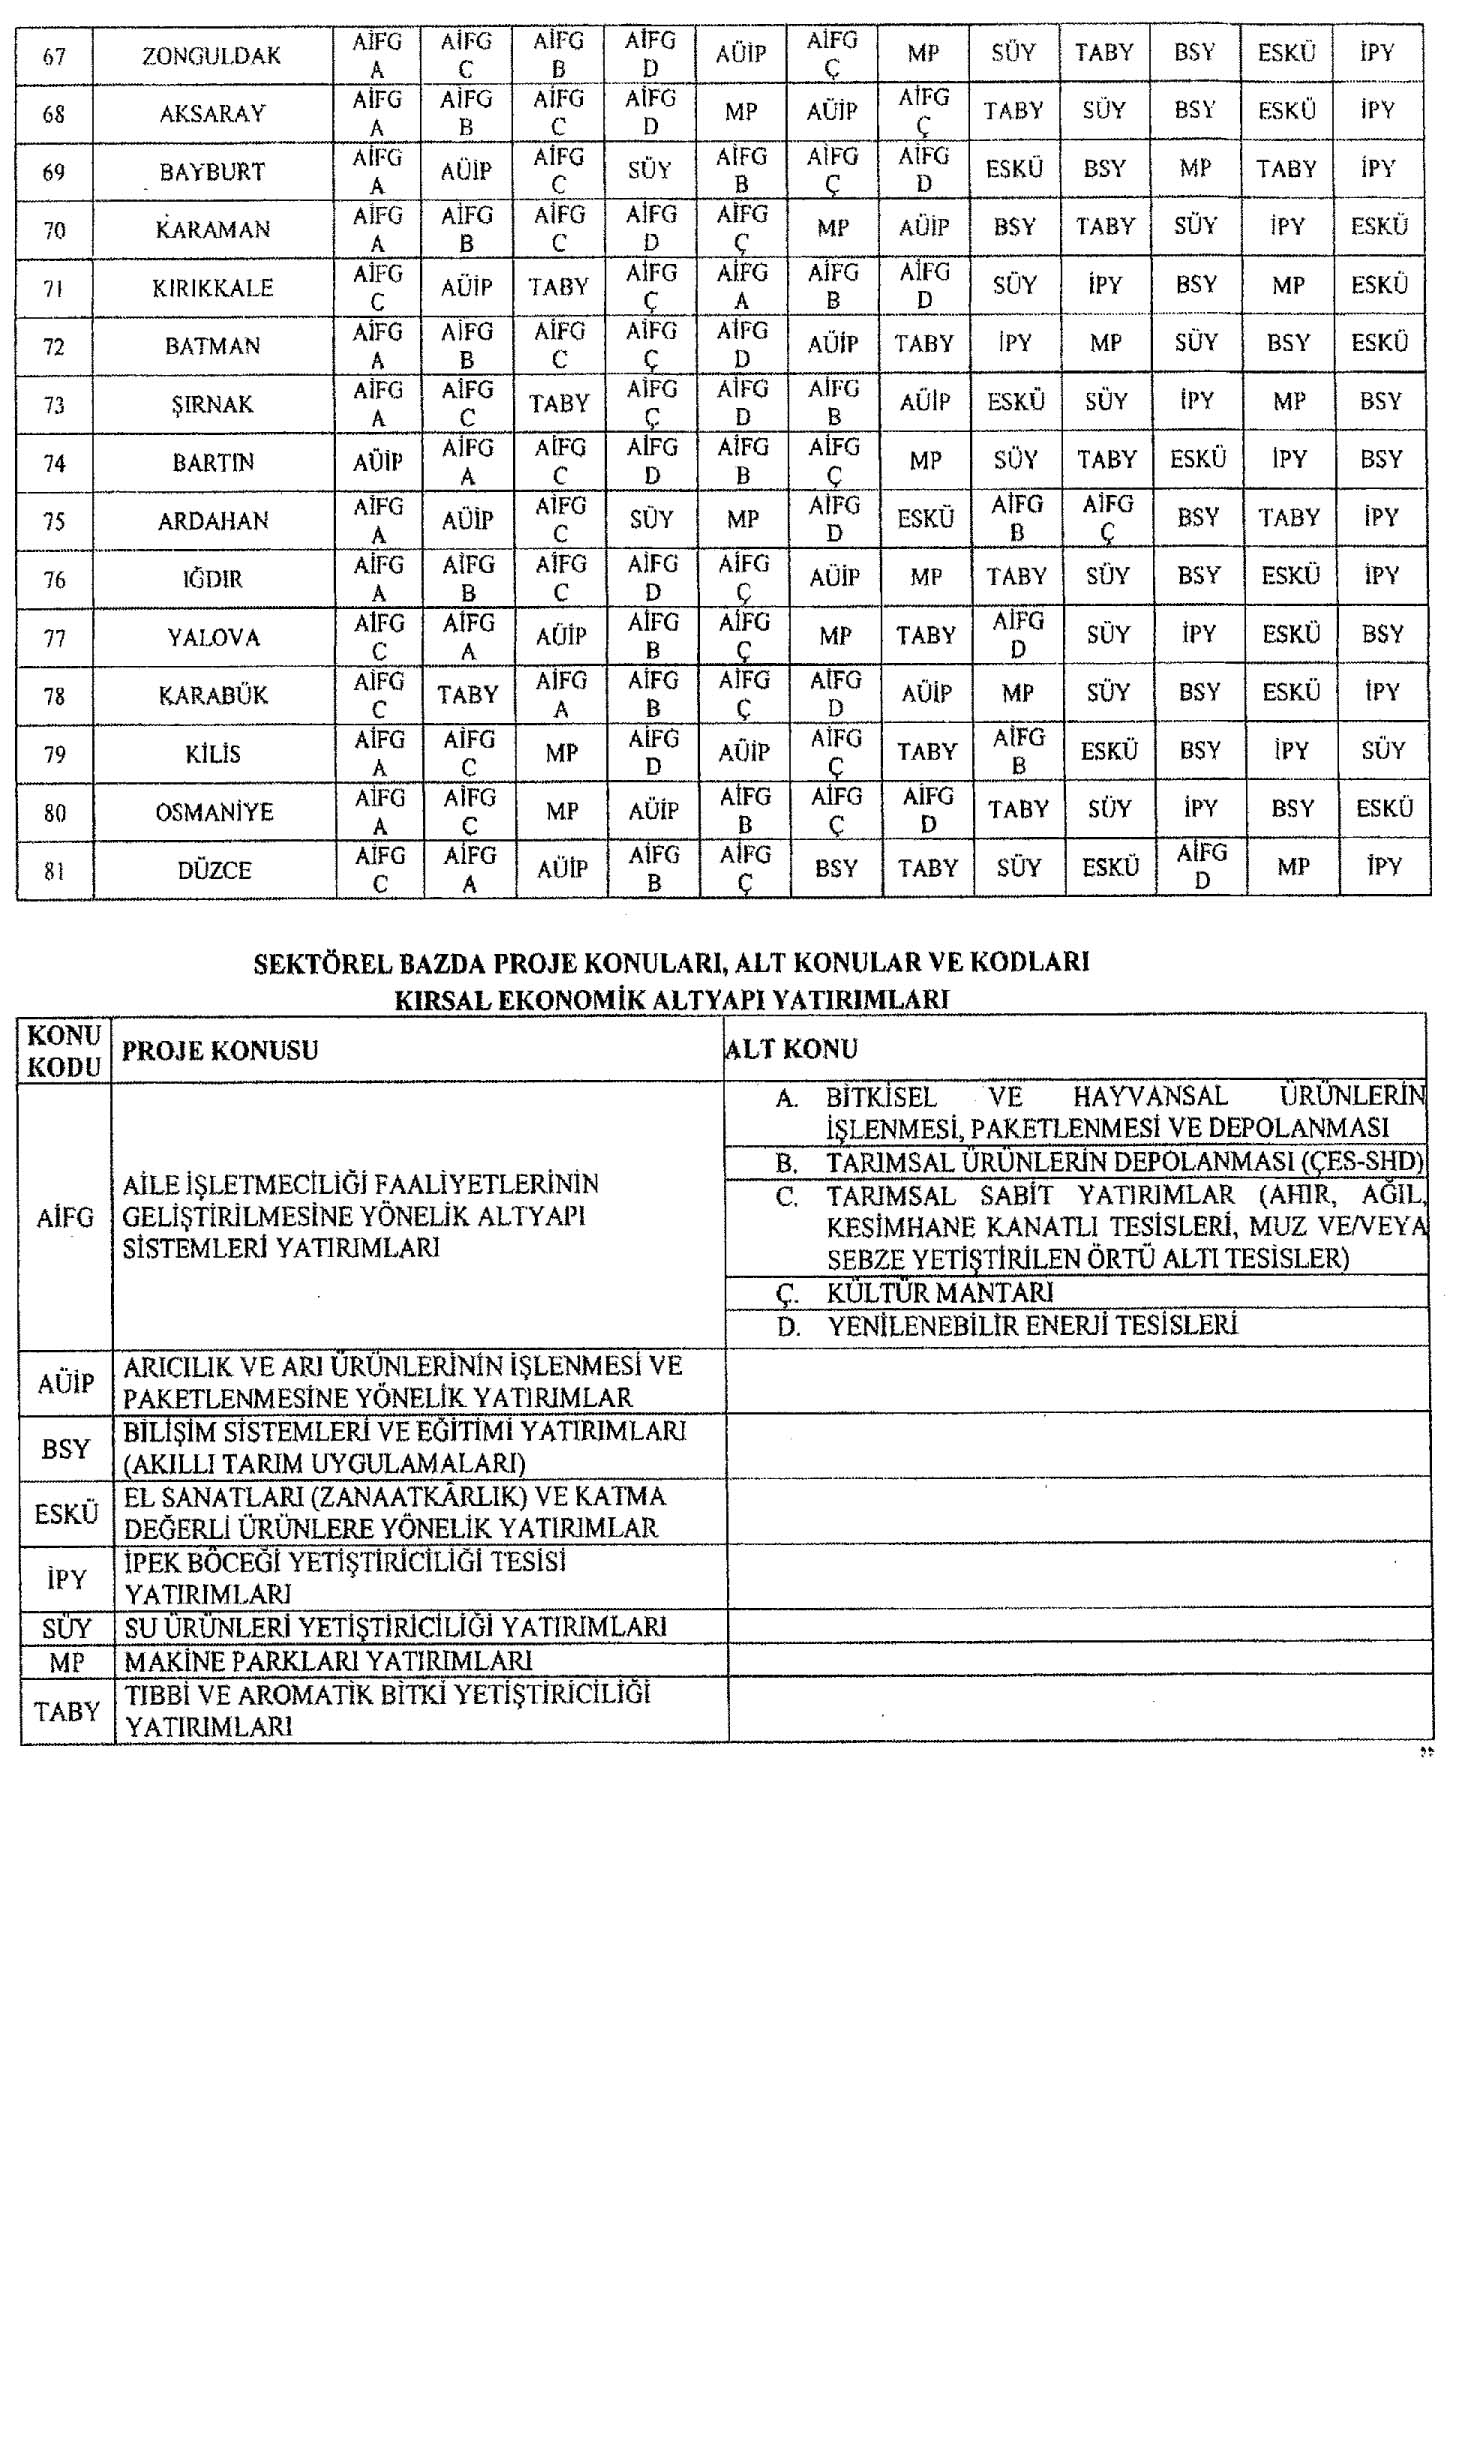 67 ZONGULDAK AİFG A AİFG C AİFG B AİFG D AÜİP AİFG Ç MP SÜY TABY BSY ESKÜ İPY
68 AKSARAY AİFG A AİFG B AİFG C AİFG D MP AÜİP AİFG Ç TABY SÜY BSY ESKÜ İPY
69 BAYBURT AİFG A AÜİP AİFG C SÜY AİFG B AİFG Ç AİFG D ESKÜ BSY MP TABY İPY
70 KARAMAN AİFG A AİFG B AİFG C AİFG D AİFG Ç MP AÜİP BSY TABY SÜY İPY ESKÜ
71 KIRIKKALE AİFG C AÜİP TABY AİFG Ç AİFG A AİFG B AİFG D SÜY İPY BSY MP ESKÜ
72 BATMAN AİFG A AİFG B AİFG C AİFG Ç AİFG D AÜİP TABY İPY MP SÜY BSY ESKÜ
73 ŞIRNAK AİFG A AİFG C TABY AİFG Ç AİFG D AİFG B AÜİP ESKÜ SÜY İPY MP BSY
74 BARTIN AÜİP AİFG A AİFG C AİFG D AİFG B AİFG Ç MP SÜY TABY ESKÜ İPY BSY
75 ARDAHAN AİFG A AÜİP AİFG C SÜY MP AİFG D ESKÜ AİFG B AİFG Ç BSY TABY İPY
76 IĞDIR AİFG A AİFG B AİFG C AİFG D AİFG Ç AÜİP MP TABY SÜY BSY ESKÜ İPY
77 YALOVA AİFG C AİFG A AÜİP AİFG B AİFG Ç MP TABY AİFG D SÜY İPY ESKÜ BSY
78 KARABÜK AİFG C TABY AİFG A AİFG B AİFG Ç AİFG D AÜİP MP SÜY BSY ESKÜ İPY
79 KİLİS AİFG A AİFG C MP AİFG D AÜİP AİFG Ç TABY AİFG B ESKÜ BSY İPY SÜY
80 OSMANİYE AİFG A AİFG C MP AÜİP AİFG B AİFG Ç AİFG D TABY SÜY İPY BSY ESKÜ
81 DÜZCE AİFG C AİFG A AÜİP AİFG B AİFG Ç BSY TABY SÜY ESKÜ AİFG D MP İPY
SEKTÖREL BAZDA PROJE KONULARI, ALT KONULAR VE KODLARI
KIRSAL EKONOMİK ALTYAPI YATIRIMLARI
KONU KODU PROJE KONUSU ALT KONU
AİFG
AİLE İŞLETMECİLİĞİ FAALİYETLERİNİN
GELİŞTİRİLMESİNE YÖNELİK ALTYAPI
SİSTEMLERİ YATIRIMLARI
A. BİTKİSEL VE HAYVANSAL ÜRÜNLERİN
İŞLENMESİ, PAKETLENMESİ VE DEPOLANMASI
B. TARIMSAL ÜRÜNLERİN DEPOLANMASI (ÇES-SHD)
C. TARIMSAL SABİT YATIRIMLAR (AHIR, AĞIL,
KESİMHANE KANATLI TESİSLERİ, MUZ VE/VEYA
SEBZE YETİŞTİRİLEN ÖRTÜ ALTI TESİSLER)
Ç. KÜLTÜR MANTARI
D. YENİLENEBİLİR ENERJİ TESİSLERİ
AÜİP
ARICILIK VE ARI ÜRÜNLERİNİN İŞLENMESİ VE
PAKETLENMESİNE YÖNELİK YATIRIMLAR
BSY
BİLİŞİM SİSTEMLERİ VE EĞİTİMİ YATIRIMLARI
(AKILLI TARIM UYGULAMALARI)
ESKÜ
EL SANATLARI (ZANAATKÂRLIK) VE KATMA
DEĞERLİ ÜRÜNLERE YÖNELİK YATIRIMLAR
İPY
İPEK BÖCEĞİ YETİŞTİRİCİLİĞİ TESİSİ
YATIRIMLARI
SÜY SU ÜRÜNLERİ YETİŞTİRİCİLİĞİ YATIRIMLARI
MP MAKİNE PARKLARI YATIRIMLARI
TABY
TIBBİ VE AROMATİK BİTKİ YETİŞTİRİCİLİĞİ
YATIRIMLARI
”